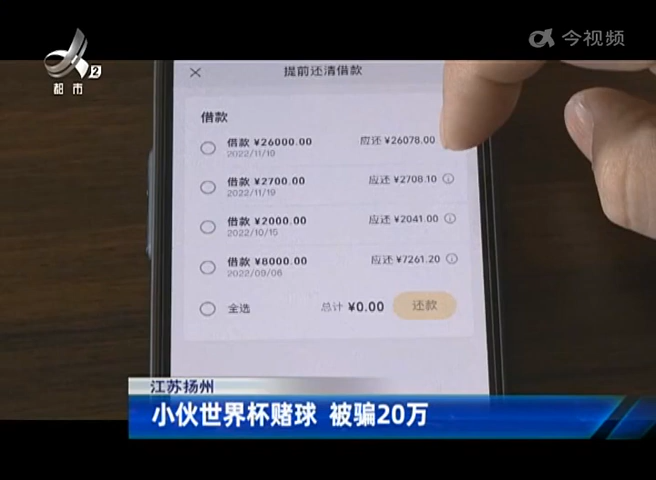 都市
2
今视频
提前还清借款
借款
借款 ¥26000.00 应还 ¥26078.00
2022/11/19
借款 ¥2700.00 应还 ¥2708.10
2022/11/19
借款 ¥2000.00 应还 ¥2041.00
2022/10/15
借款 ¥8000.00 应还 ¥7261.20
2022/09/06
全选 总计 ¥0.00 还款
江苏扬州
小伙世界杯赌球 被骗20万